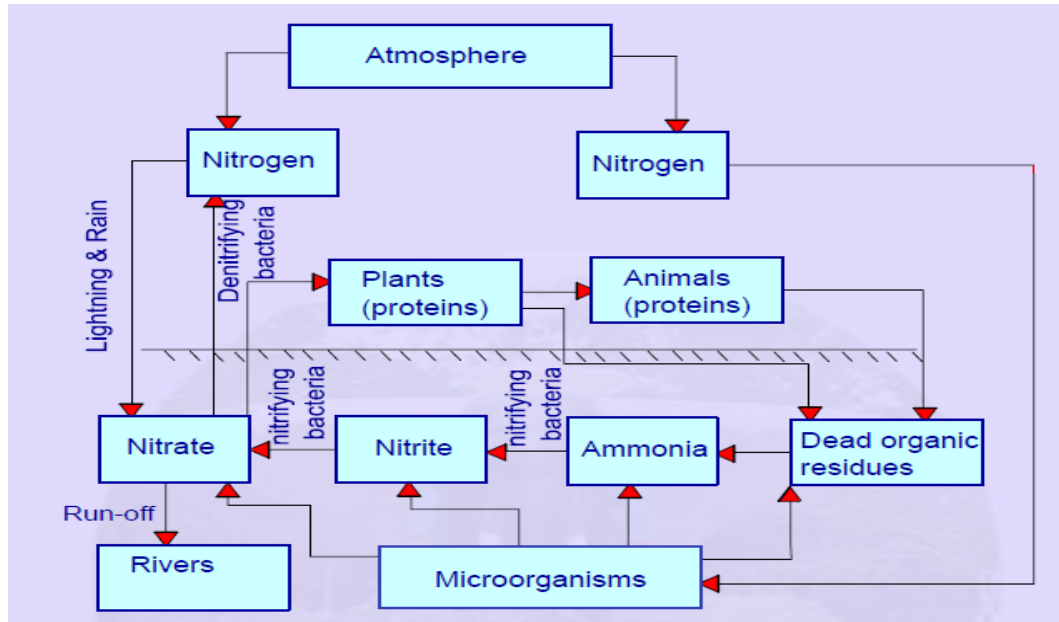 Atmosphere
Nitrogen
Nitrogen
Lightning & Rain
Denitrifying
bacteria
Plants
(proteins)
Animals
(proteins)
nitrifying
bacteria
nitrifying
bacteria
Nitrate
Nitrite
Ammonia
Dead organic
residues
Run-off
Rivers
Microorganisms